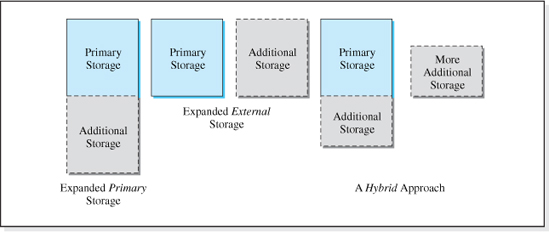 Primary
Storage
Additional
Storage
Expanded Primary
Storage
Primary
Storage
Additional
Storage
Expanded External
Storage
Primary
Storage
Additional
Storage
More
Additional
Storage
A Hybrid Approach